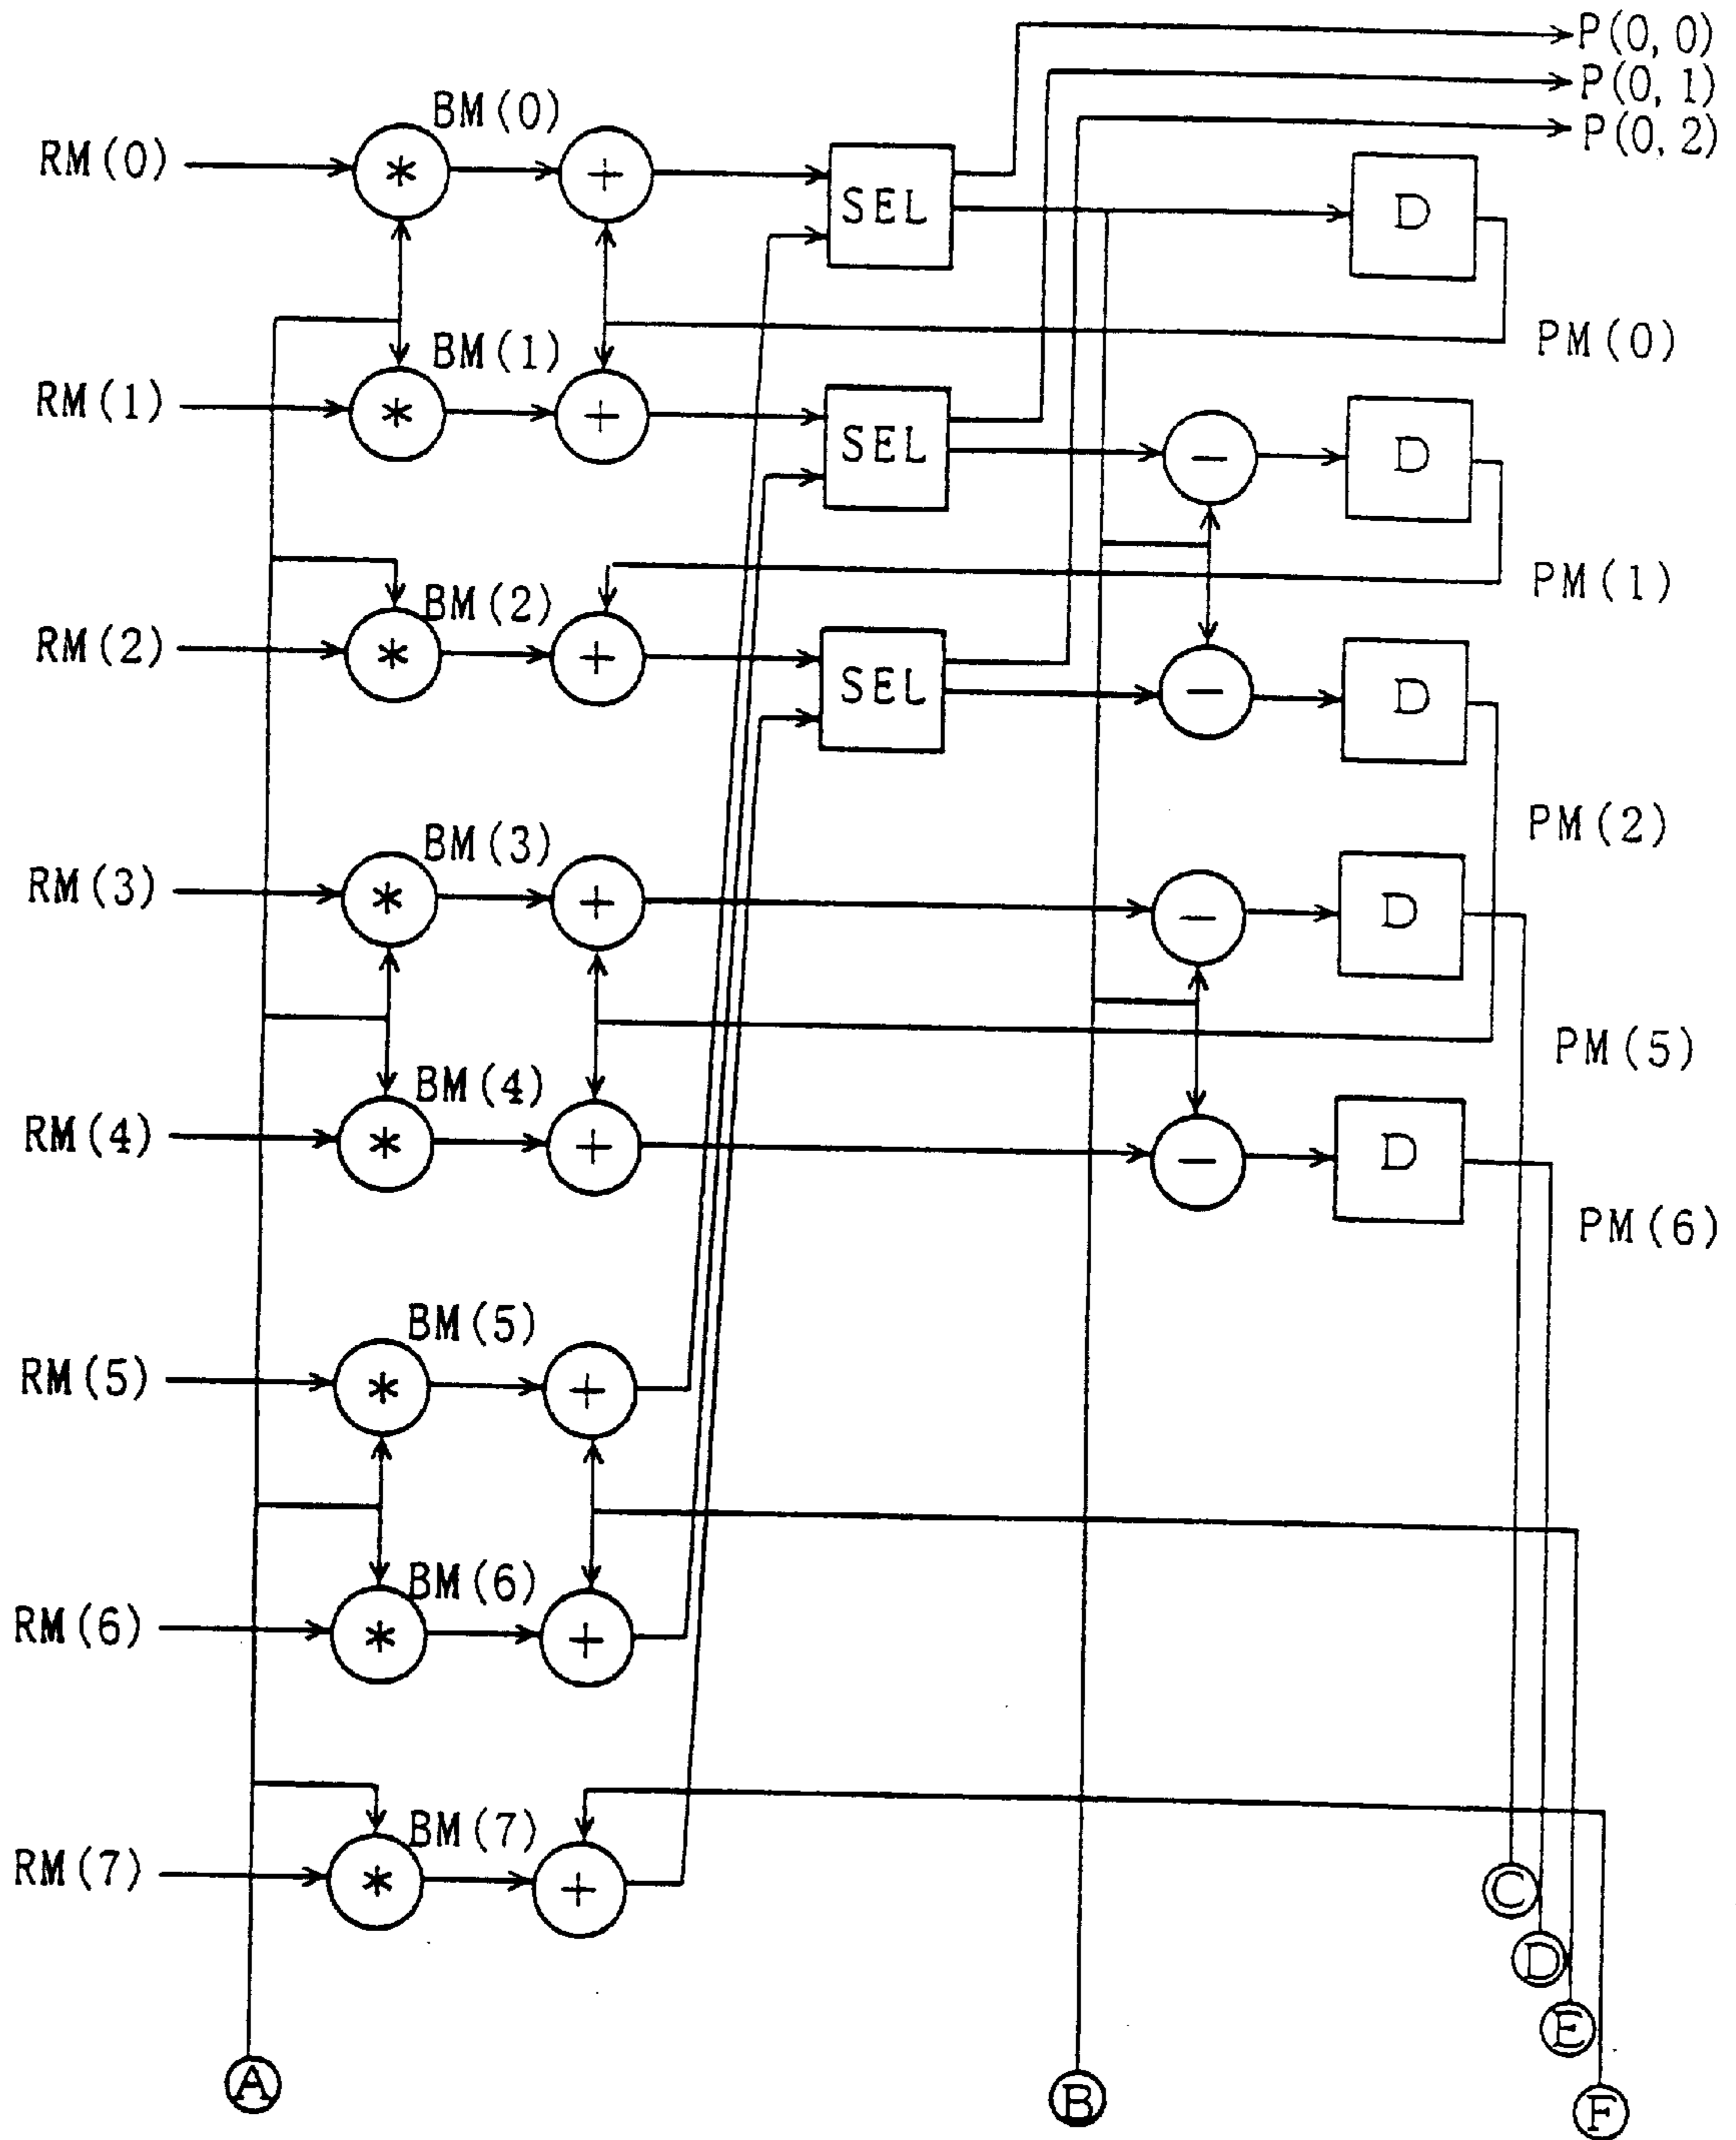 P(0,0)
P(0,1)
P(0,2)
BM(0)
RM(0) * + SEL D
PM(0)
BM(1)
RM(1) * + SEL − D
PM(1)
BM(2)
RM(2) * + SEL − D
PM(2)
BM(3)
RM(3) * + − D
PM(5)
BM(4)
RM(4) * + − D
PM(6)
BM(5)
RM(5) * +
BM(6)
RM(6) * +
BM(7)
RM(7) * +
C
D
E
A B F